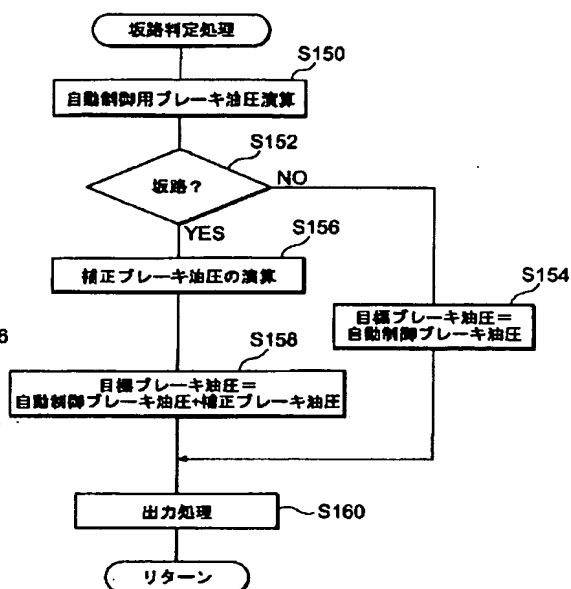 坂路判定処理
S150
自動制御用ブレーキ油圧演算
S152
坂路？
NO
YES
S156
補正ブレーキ油圧の演算
S154
目標ブレーキ油圧＝
自動制御ブレーキ油圧
6
S158
目標ブレーキ油圧＝
自動制御ブレーキ油圧+補正ブレーキ油圧
出力処理
S160
リターン